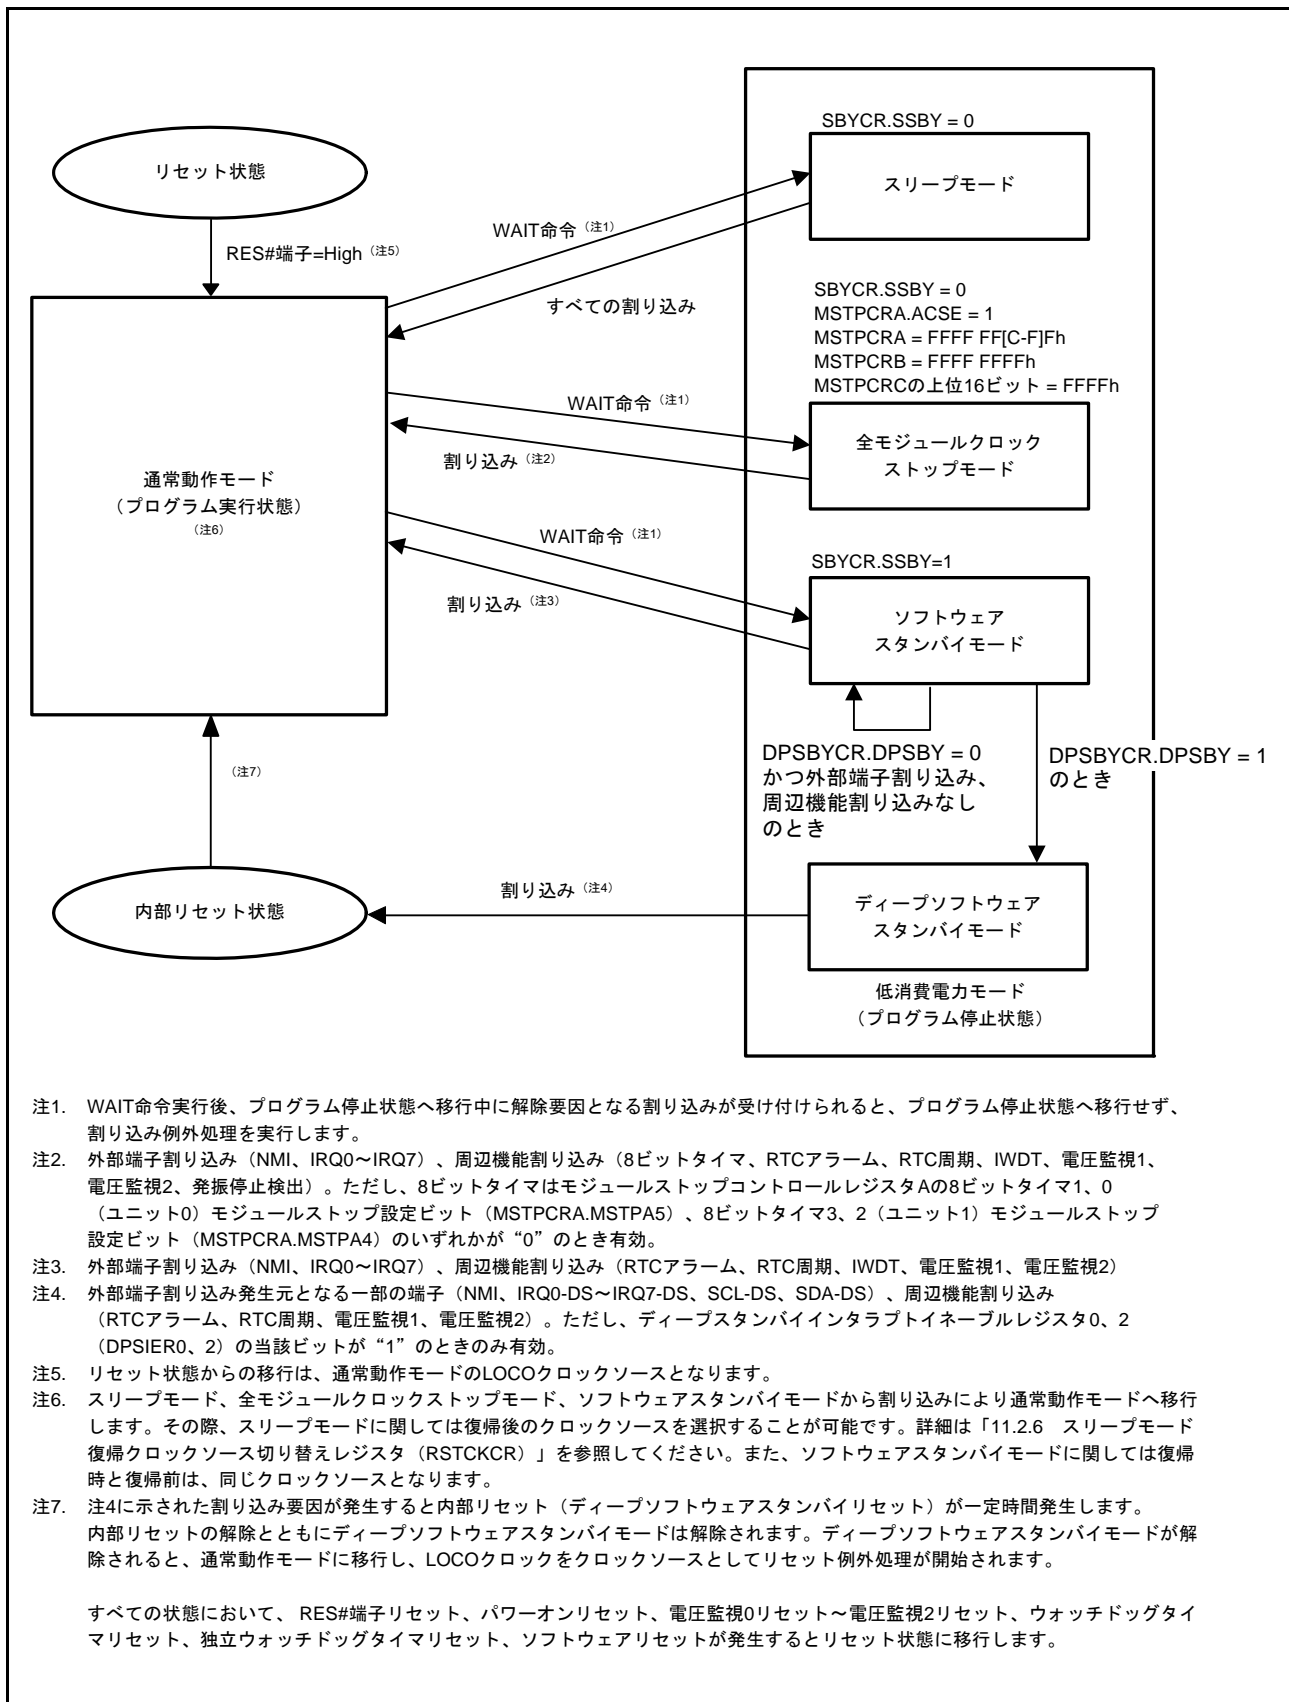 SBYCR.SSBY = 0
リセット状態
スリープモード
WAIT命令（注1）
RES#端子=High（注5）
すべての割り込み
SBYCR.SSBY = 0
MSTPCRA.ACSE = 1
MSTPCRA = FFFF FF[C-F]Fh
MSTPCRB = FFFF FFFFh
MSTPCRCの上位16ビット = FFFFh
WAIT命令（注1）
全モジュールクロック
ストップモード
割り込み（注2）
通常動作モード
（プログラム実行状態）
（注6）
WAIT命令（注1）
SBYCR.SSBY=1
割り込み（注3）
ソフトウェア
スタンバイモード
DPSBYCR.DPSBY = 0
かつ外部端子割り込み、
周辺機能割り込みなし
のとき
DPSBYCR.DPSBY = 1
のとき
（注7）
割り込み（注4）
内部リセット状態
ディープソフトウェア
スタンバイモード
低消費電力モード
（プログラム停止状態）
注1. WAIT命令実行後、プログラム停止状態へ移行中に解除要因となる割り込みが受け付けられると、プログラム停止状態へ移行せず、
割り込み例外処理を実行します。
注2. 外部端子割り込み（NMI、IRQ0～IRQ7）、周辺機能割り込み（8ビットタイマ、RTCアラーム、RTC周期、IWDT、電圧監視1、
電圧監視2、発振停止検出）。ただし、8ビットタイマはモジュールストップコントロールレジスタAの8ビットタイマ1、0
（ユニット0）モジュールストップ設定ビット（MSTPCRA.MSTPA5）、8ビットタイマ3、2（ユニット1）モジュールストップ
設定ビット（MSTPCRA.MSTPA4）のいずれかが“0”のとき有効。
注3. 外部端子割り込み（NMI、IRQ0～IRQ7）、周辺機能割り込み（RTCアラーム、RTC周期、IWDT、電圧監視1、電圧監視2）
注4. 外部端子割り込み発生元となる一部の端子（NMI、IRQ0-DS～IRQ7-DS、SCL-DS、SDA-DS）、周辺機能割り込み
（RTCアラーム、RTC周期、電圧監視1、電圧監視2）。ただし、ディープスタンバイインタラプトイネーブルレジスタ0、2
（DPSIER0、2）の当該ビットが“1”のときのみ有効。
注5. リセット状態からの移行は、通常動作モードのLOCOクロックソースとなります。
注6. スリープモード、全モジュールクロックストップモード、ソフトウェアスタンバイモードから割り込みにより通常動作モードへ移行
します。その際、スリープモードに関しては復帰後のクロックソースを選択することが可能です。詳細は「11.2.6 スリープモード
復帰クロックソース切り替えレジスタ（RSTCKCR）」を参照してください。また、ソフトウェアスタンバイモードに関しては復帰
時と復帰前は、同じクロックソースとなります。
注7. 注4に示された割り込み要因が発生すると内部リセット（ディープソフトウェアスタンバイリセット）が一定時間発生します。
内部リセットの解除とともにディープソフトウェアスタンバイモードは解除されます。ディープソフトウェアスタンバイモードが解
除されると、通常動作モードに移行し、LOCOクロックをクロックソースとしてリセット例外処理が開始されます。
すべての状態において、 RES#端子リセット、パワーオンリセット、電圧監視0リセット～電圧監視2リセット、ウォッチドッグタイ
マリセット、独立ウォッチドッグタイマリセット、ソフトウェアリセットが発生するとリセット状態に移行します。